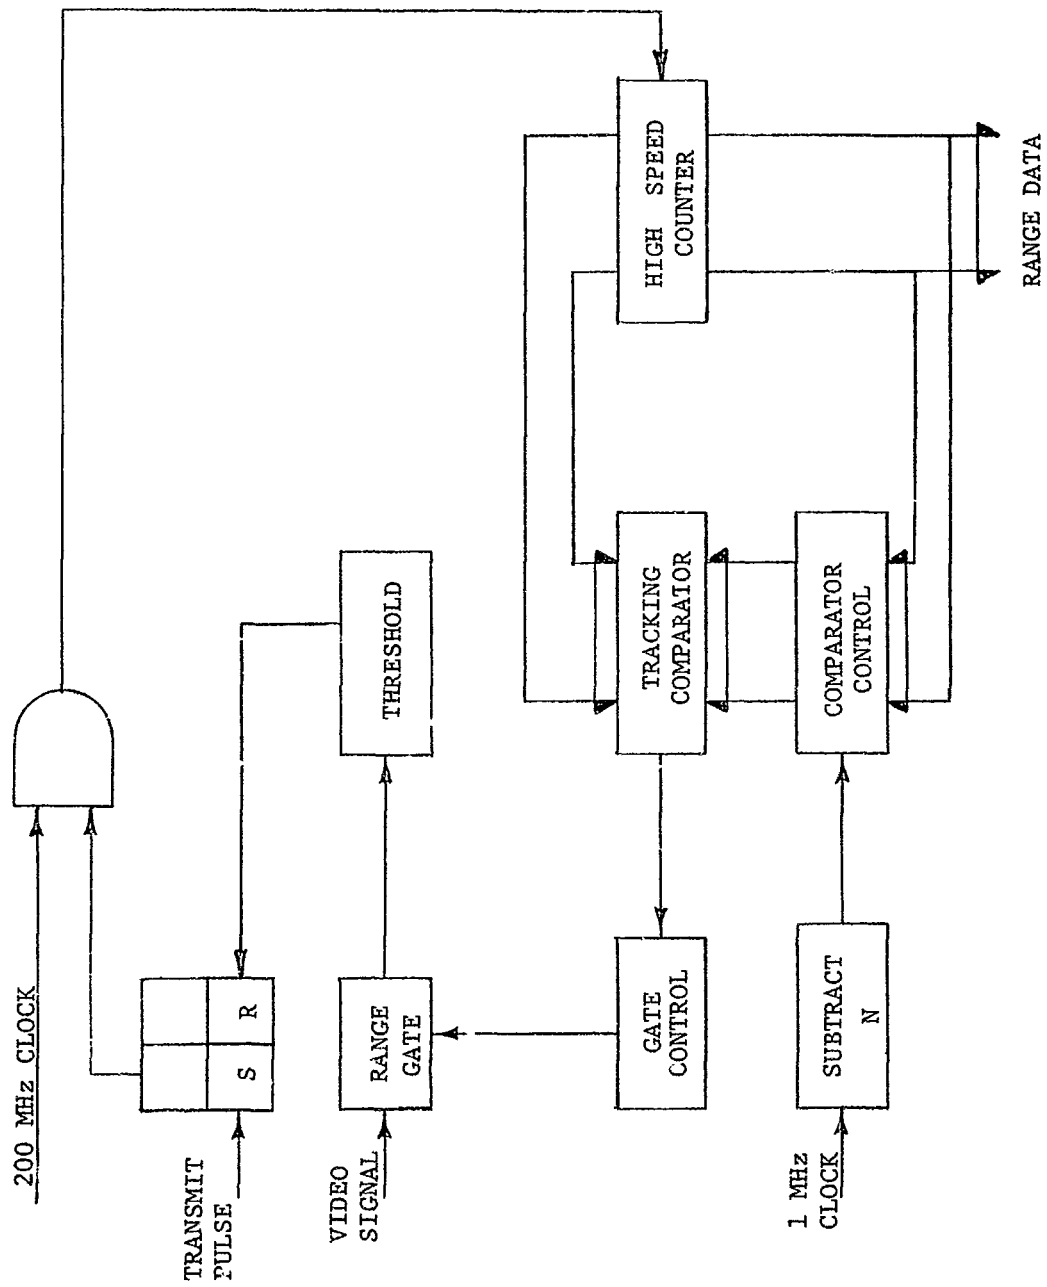 200 MHz CLOCK
TRANSMIT
PULSE
S
R
VIDEO
SIGNAL
RANGE
GATE
THRESHOLD
GATE
CONTROL
TRACKING
COMPARATOR
HIGH SPEED
COUNTER
1 MHz
CLOCK
SUBTRACT
N
COMPARATOR
CONTROL
RANGE DATA